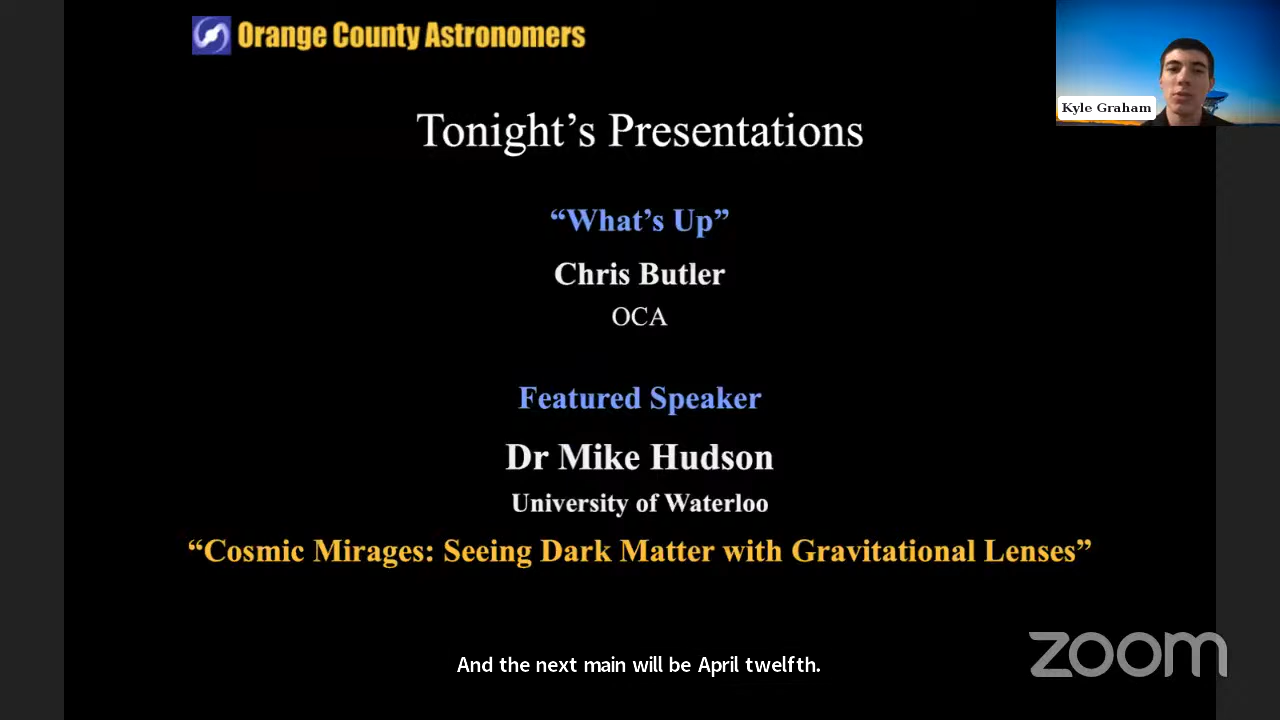 Orange County Astronomers
Kyle Graham
Tonight’s Presentations
“What’s Up”
Chris Butler
OCA
Featured Speaker
Dr Mike Hudson
University of Waterloo
“Cosmic Mirages: Seeing Dark Matter with Gravitational Lenses”
And the next main will be April twelfth.
zoom